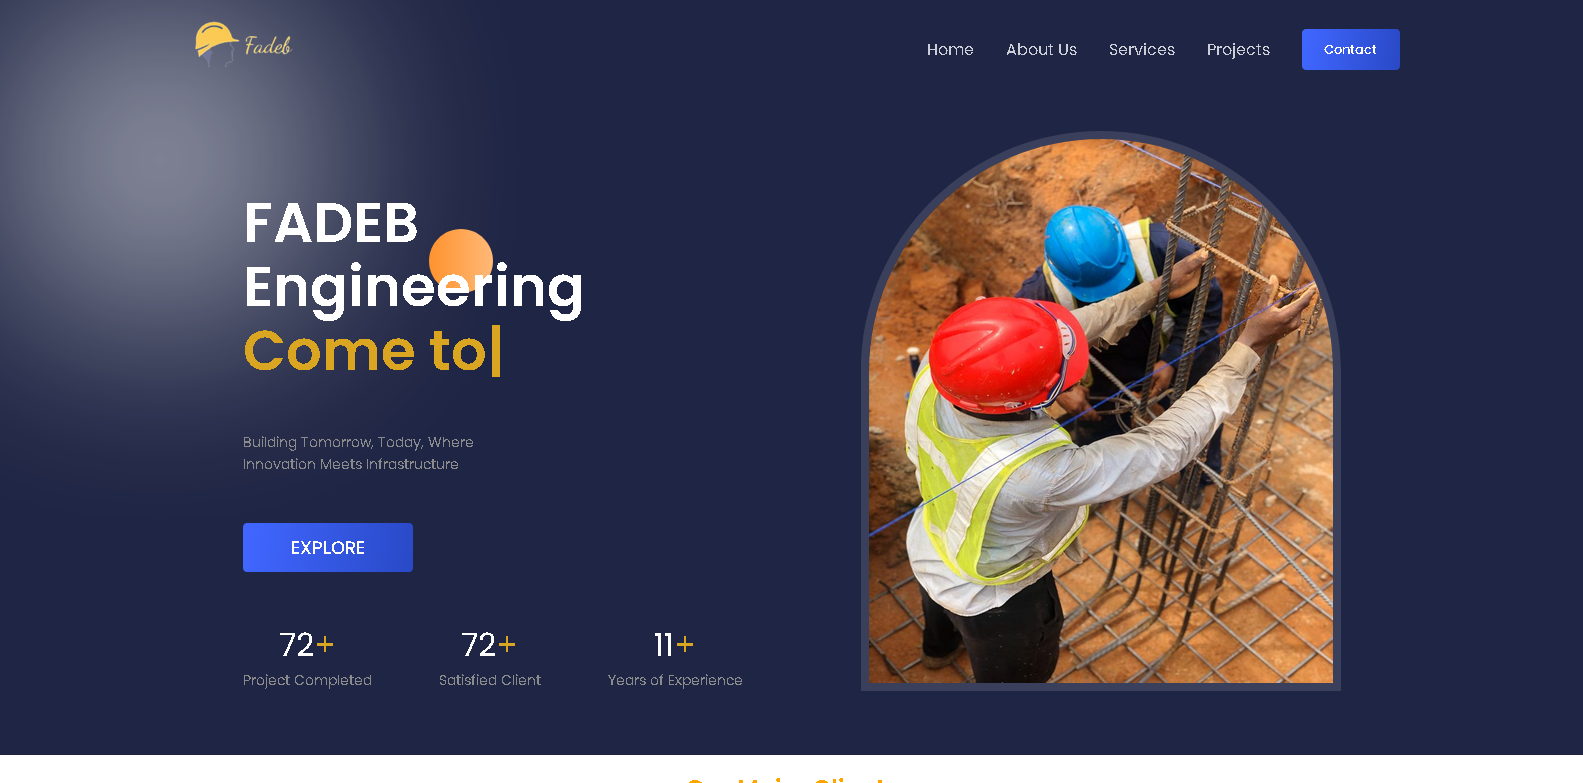 Fadeb
Home About Us Services Projects Contact
FADEB
Engineering
Come to
Building Tomorrow, Today, Where
Innovation Meets Infrastructure
EXPLORE
72+ 72+ 11+
Project Completed Satisfied Client Years of Experience